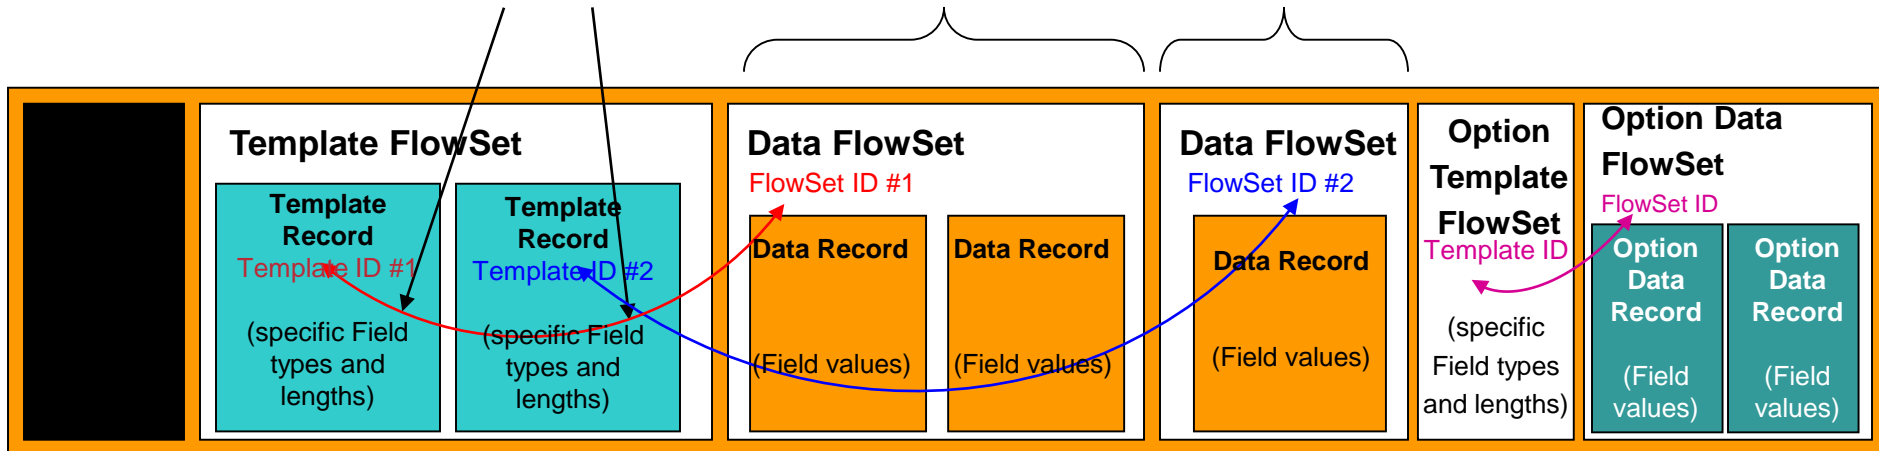 Template FlowSet
Template
Record
Template ID #1
(specific Field
types and
lengths)
Template
Record
Template ID #2
(specific Field
types and
lengths)
Data FlowSet
FlowSet ID #1
Data Record
(Field values)
Data Record
(Field values)
Data FlowSet
FlowSet ID #2
Data Record
(Field values)
Option
Template
FlowSet
Template ID
(specific
Field types
and lengths)
Option Data
FlowSet
FlowSet ID
Option
Data
Record
(Field
values)
Option
Data
Record
(Field
values)